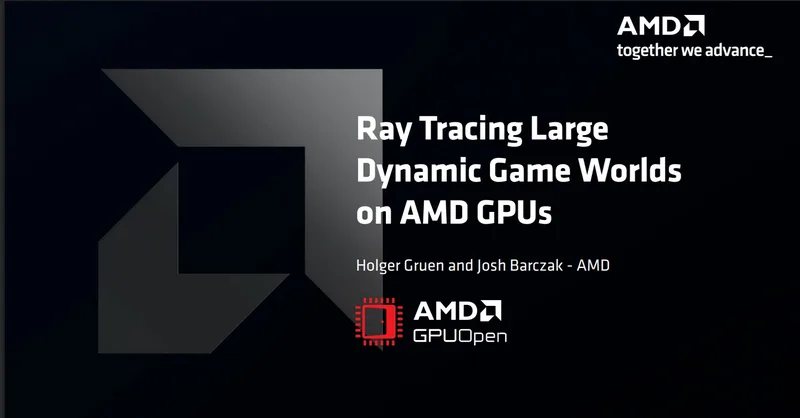 AMD
together we advance_
Ray Tracing Large
Dynamic Game Worlds
on AMD GPUs
Holger Gruen and Josh Barczak - AMD
AMD
GPUOpen